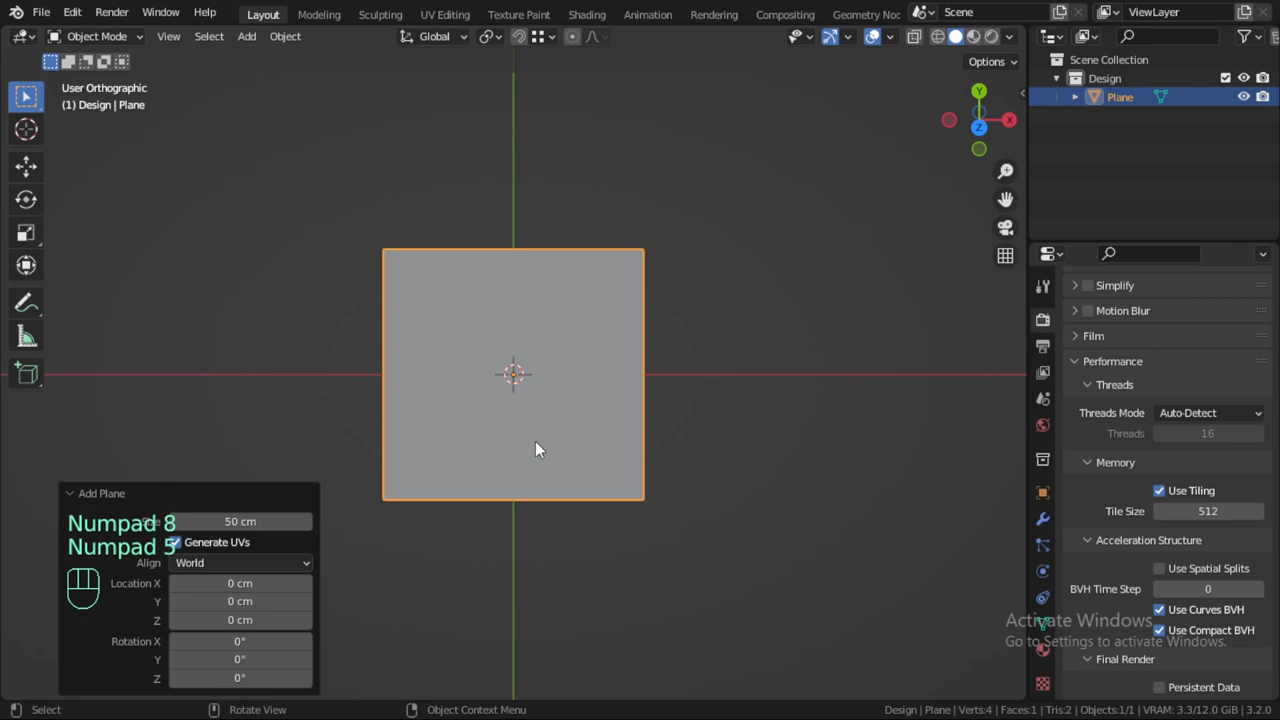 File Edit Render Window Help Layout Modeling Sculpting UV Editing Texture Paint Shading Animation Rendering Compositing Geometry Noc Scene ViewLayer
Object Mode View Select Add Object Global
Options
User Orthographic
(1) Design | Plane
Scene Collection
Design
Plane
Y
X
Z
Simplify
Motion Blur
Film
Performance
Threads
Threads Mode Auto-Detect
Threads 16
Memory
Use Tiling
Tile Size 512
Acceleration Structure
Use Spatial Splits
BVH Time Step 0
Use Curves BVH
Use Compact BVH
Final Render
Persistent Data
Add Plane
50 cm
Numpad 8
Generate UVs
Numpad 5
Align World
Location X 0 cm
Y 0 cm
Z 0 cm
Rotation X 0°
Y 0°
Z 0°
Activate Windows
Go to Settings to activate Windows.
Select Rotate View Object Context Menu Design | Plane | Verts:4 | Faces:1 | Tris:2 | Objects:1/1 | VRAM: 3.3/12.0 GiB | 3.2.0